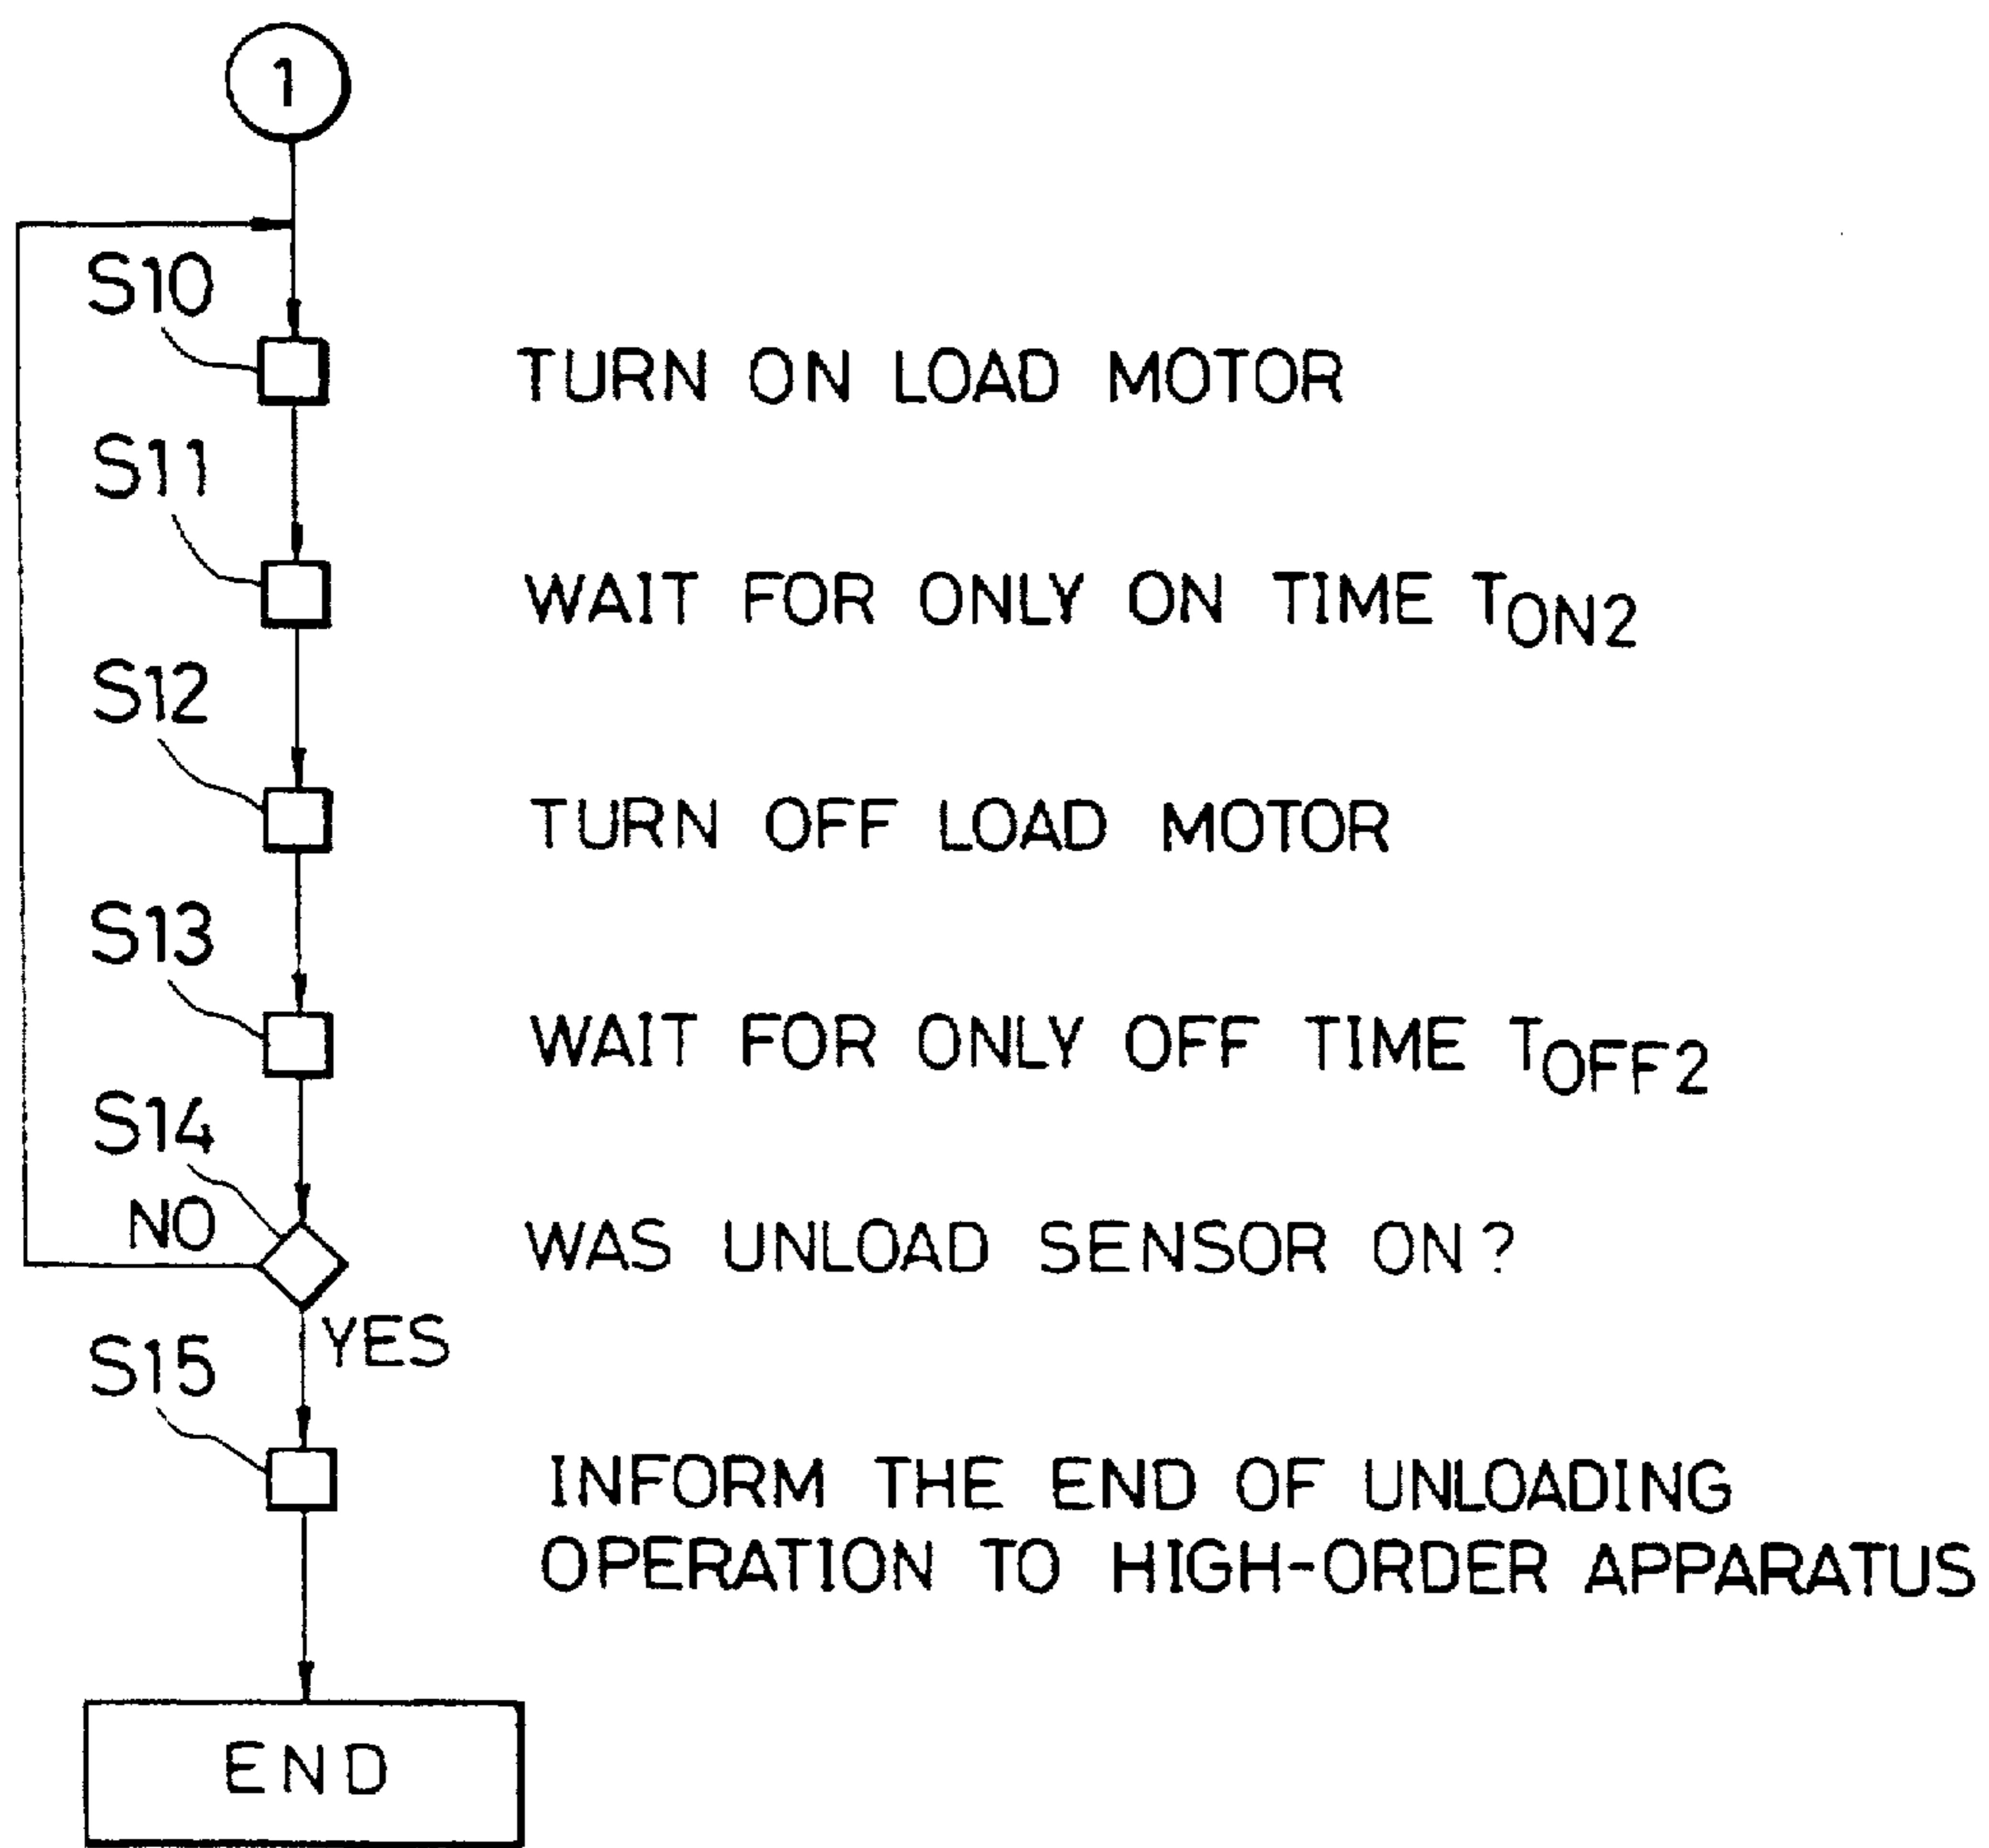 1
S10
TURN ON LOAD MOTOR
S11
WAIT FOR ONLY ON TIME TON2
S12
TURN OFF LOAD MOTOR
S13
WAIT FOR ONLY OFF TIME TOFF2
S14
NO
WAS UNLOAD SENSOR ON?
YES
S15
INFORM THE END OF UNLOADING
OPERATION TO HIGH-ORDER APPARATUS
END